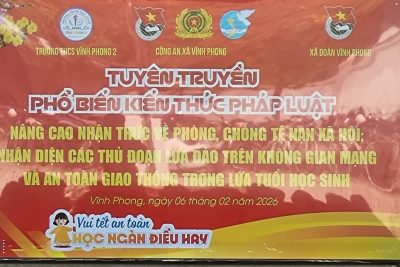 TRƯỜNG THCS VĨNH PHONG 2 CÔNG AN XÃ VĨNH PHONG XÃ ĐOÀN VĨNH PHONG
TUYÊN TRUYỀN
PHỔ BIẾN KIẾN THỨC PHÁP LUẬT
NÂNG CAO NHẬN THỨC VỀ PHÒNG, CHỐNG TỆ NẠN XÃ HỘI;
NHẬN DIỆN CÁC THỦ ĐOẠN LỪA ĐẢO TRÊN KHÔNG GIAN MẠNG
VÀ AN TOÀN GIAO THÔNG TRONG LỨA TUỔI HỌC SINH
Vĩnh Phong, ngày 06 tháng 02 năm 2026
Vui tết an toàn
HỌC NGÀN ĐIỀU HAY